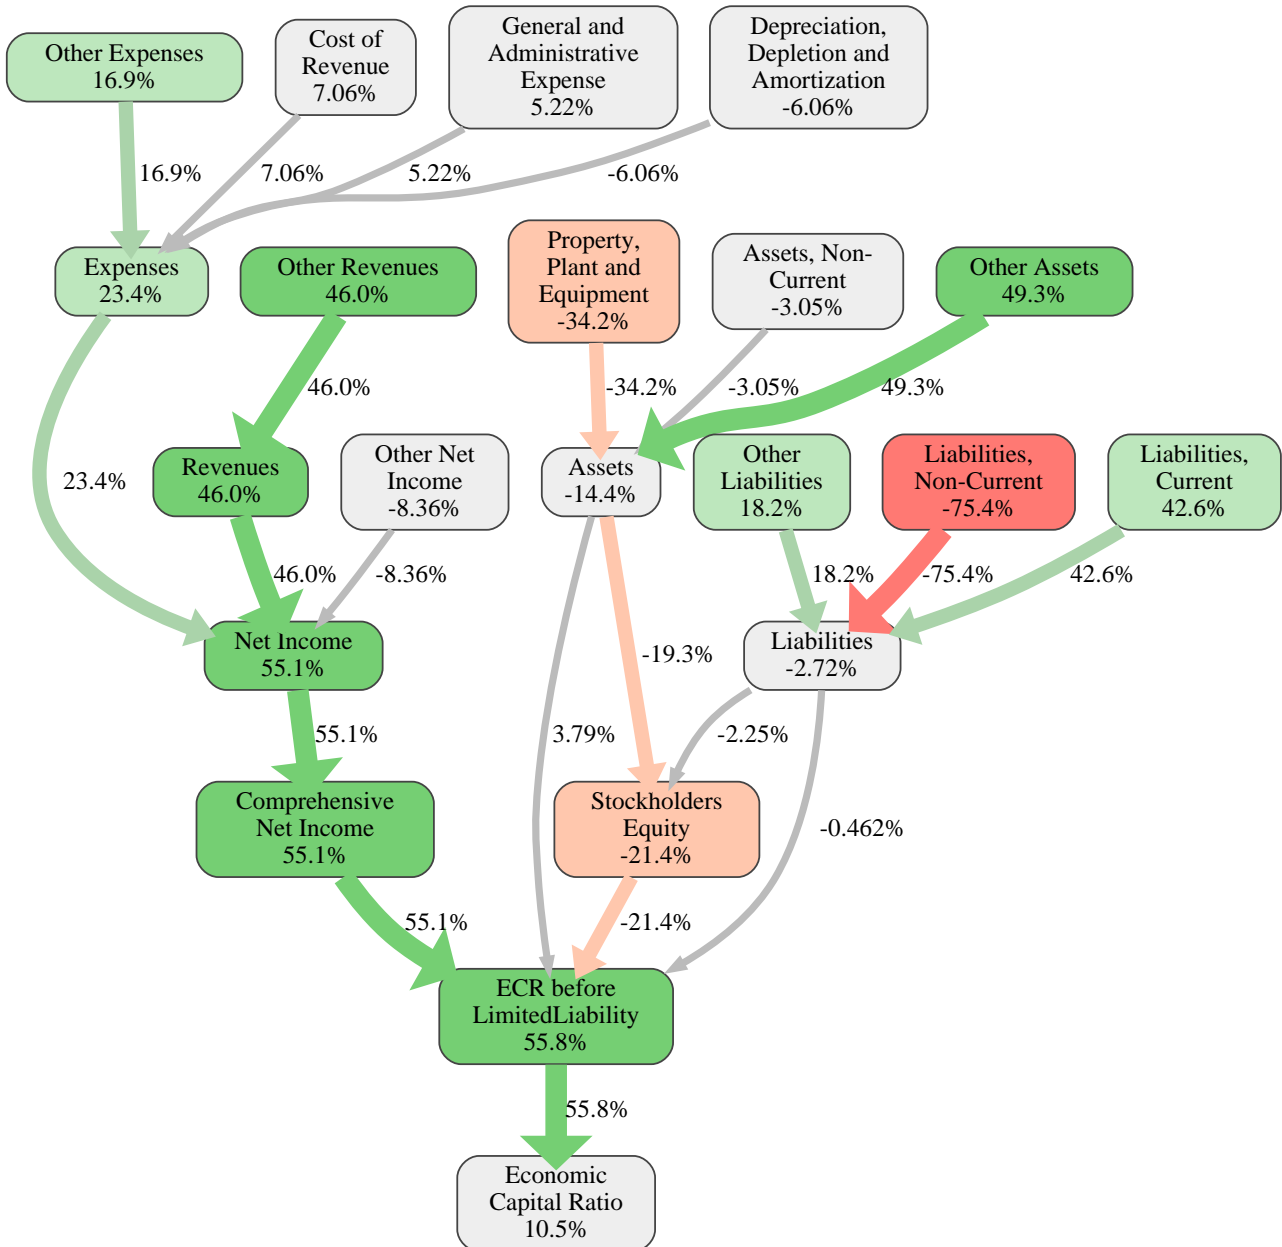 Other Expenses
16.9%
Cost of
Revenue
7.06%
General and
Administrative
Expense
5.22%
Depreciation,
Depletion and
Amortization
-6.06%
16.9%
7.06%
5.22%
-6.06%
Expenses
23.4%
Other Revenues
46.0%
Property,
Plant and
Equipment
-34.2%
Assets, Non-
Current
-3.05%
Other Assets
49.3%
46.0%
-34.2%
-3.05%
49.3%
23.4%
Revenues
46.0%
Other Net
Income
-8.36%
Assets
-14.4%
Other
Liabilities
18.2%
Liabilities,
Non-Current
-75.4%
Liabilities,
Current
42.6%
46.0%
-8.36%
18.2%
-75.4%
42.6%
Net Income
55.1%
-19.3%
Liabilities
-2.72%
55.1%
3.79%
-2.25%
-0.462%
Comprehensive
Net Income
55.1%
Stockholders
Equity
-21.4%
55.1%
-21.4%
ECR before
LimitedLiability
55.8%
55.8%
Economic
Capital Ratio
10.5%